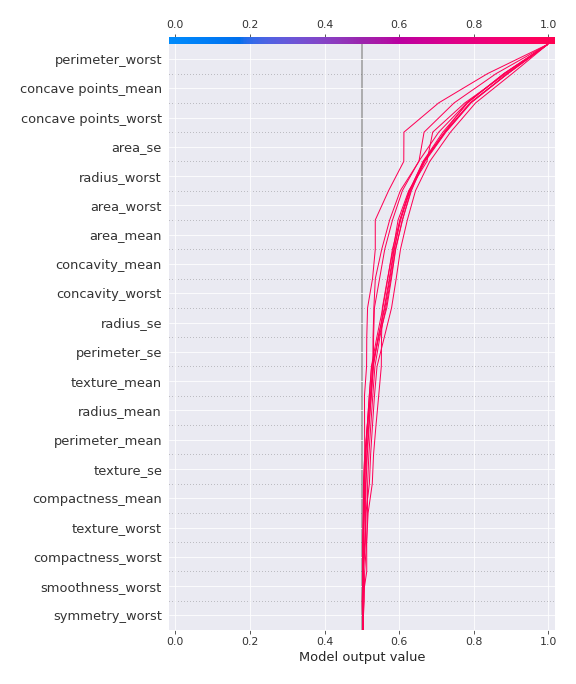 0.0 0.2 0.4 0.6 0.8 1.0
perimeter_worst
concave points_mean
concave points_worst
area_se
radius_worst
area_worst
area_mean
concavity_mean
concavity_worst
radius_se
perimeter_se
texture_mean
radius_mean
perimeter_mean
texture_se
compactness_mean
texture_worst
compactness_worst
smoothness_worst
symmetry_worst
0.0 0.2 0.4 0.6 0.8 1.0
Model output value